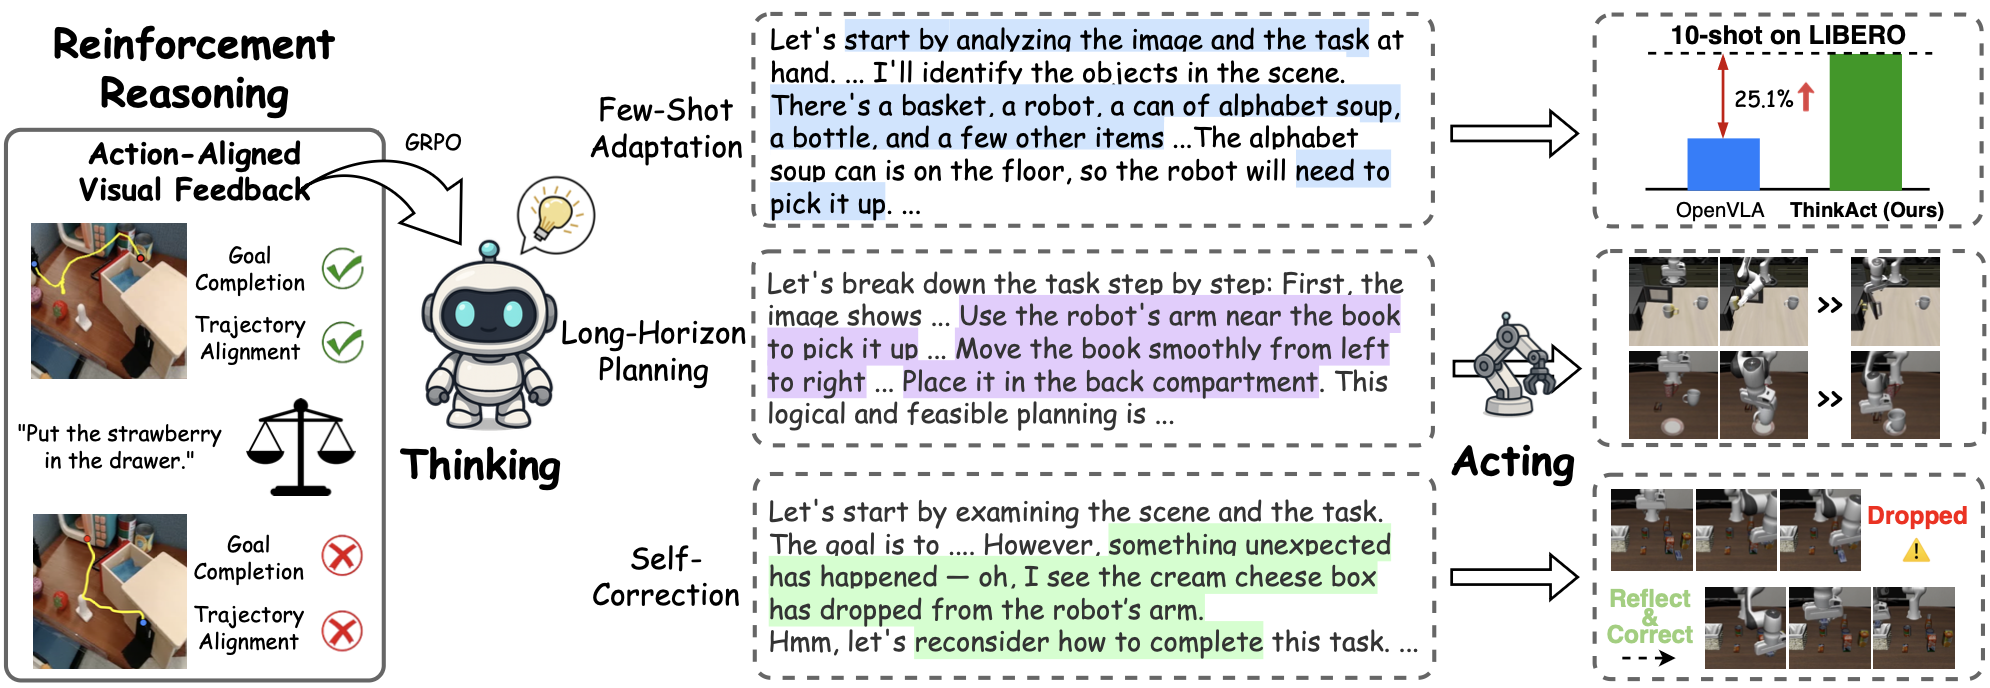 Reinforcement
Reasoning
Action-Aligned
Visual Feedback
Goal
Completion
Trajectory
Alignment
"Put the strawberry
in the drawer."
Goal
Completion
Trajectory
Alignment
GRPO
Thinking
Few-Shot
Adaptation
Let's start by analyzing the image and the task at
hand. ... I'll identify the objects in the scene.
There's a basket, a robot, a can of alphabet soup,
a bottle, and a few other items ...The alphabet
soup can is on the floor, so the robot will need to
pick it up. ...
10-shot on LIBERO
25.1%
OpenVLA
ThinkAct (Ours)
Long-Horizon
Planning
Let's break down the task step by step: First, the
image shows ... Use the robot's arm near the book
to pick it up ... Move the book smoothly from left
to right ... Place it in the back compartment. This
logical and feasible planning is ...
Acting
>>
>>
Self-
Correction
Let's start by examining the scene and the task.
The goal is to .... However, something unexpected
has happened — oh, I see the cream cheese box
has dropped from the robot’s arm.
Hmm, let's reconsider how to complete this task. ...
Dropped
Reflect
&
Correct